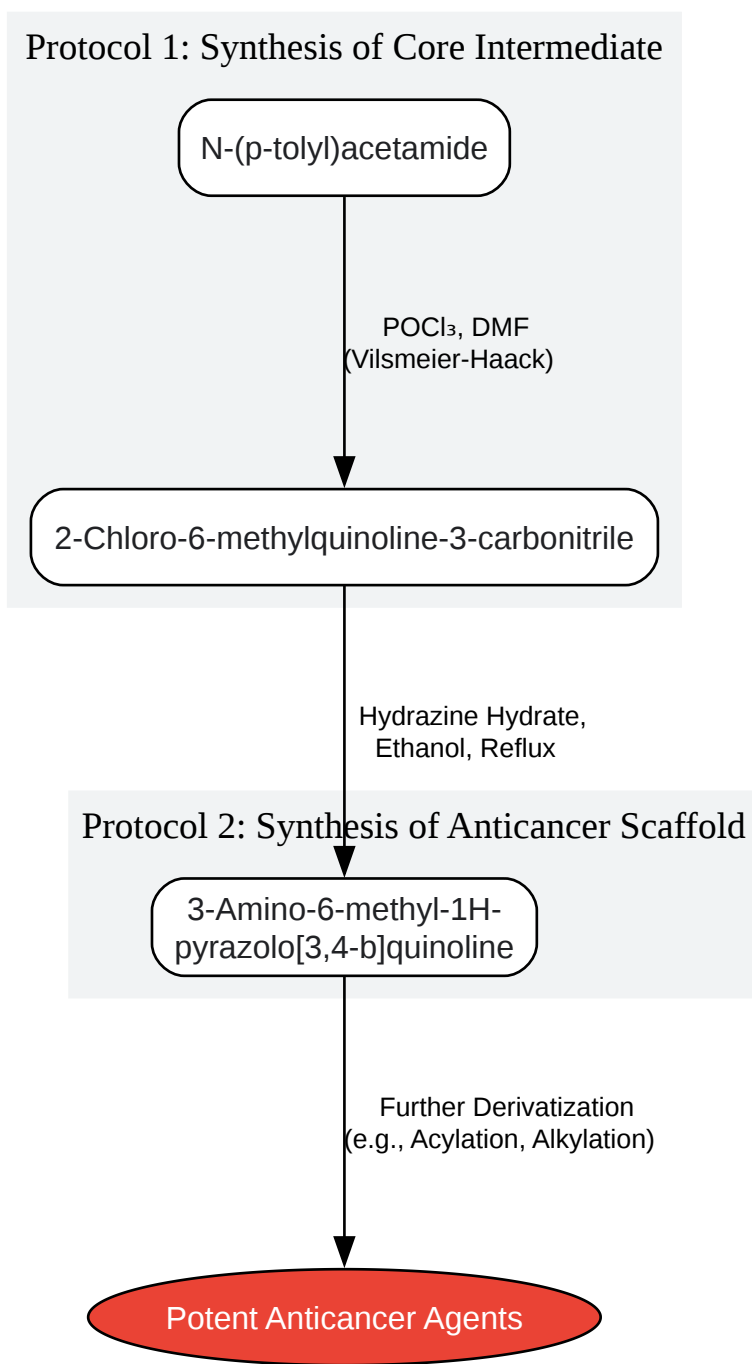 Protocol 1: Synthesis of Core Intermediate
N-(p-tolyl)acetamide
POCl₃, DMF
(Vilsmeier-Haack)
2-Chloro-6-methylquinoline-3-carbonitrile
Hydrazine Hydrate,
Ethanol, Reflux
Protocol 2: Synthesis of Anticancer Scaffold
3-Amino-6-methyl-1H-
pyrazolo[3,4-b]quinoline
Further Derivatization
(e.g., Acylation, Alkylation)
Potent Anticancer Agents